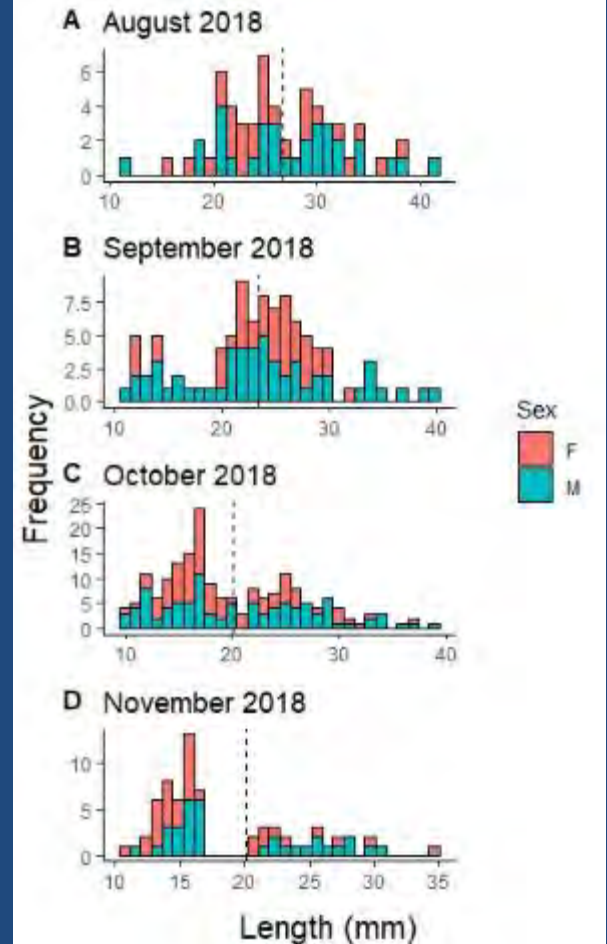 A August 2018
6
4
2
0
10 20 30 40
B September 2018
7.5
5.0
2.5
0.0
10 20 30 40
Frequency
Sex
F
M
C October 2018
25
20
15
10
5
0
10 20 30 40
D November 2018
10
5
0
10 15 20 25 30 35
Length (mm)